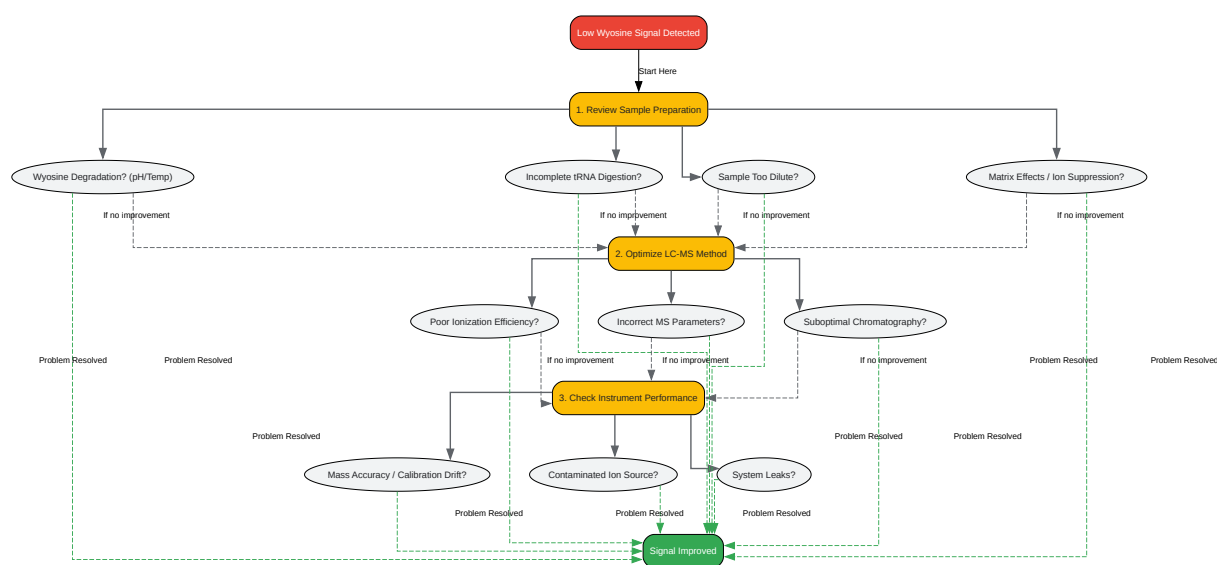 Low Wyosine Signal Detected
Start Here
1. Review Sample Preparation
Wyosine Degradation? (pH/Temp)
Incomplete tRNA Digestion?
Sample Too Dilute?
Matrix Effects / Ion Suppression?
If no improvement
If no improvement
If no improvement
If no improvement
2. Optimize LC-MS Method
Poor Ionization Efficiency?
Incorrect MS Parameters?
Suboptimal Chromatography?
Problem Resolved
Problem Resolved
If no improvement
If no improvement
If no improvement
Problem Resolved
Problem Resolved
3. Check Instrument Performance
Problem Resolved
Problem Resolved
Problem Resolved
Mass Accuracy / Calibration Drift?
Contaminated Ion Source?
System Leaks?
Problem Resolved
Problem Resolved
Problem Resolved
Signal Improved